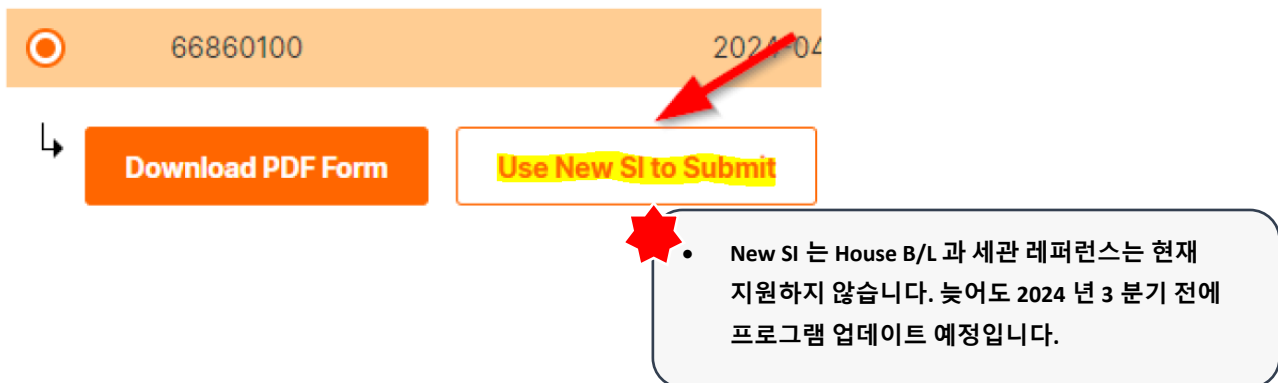 66860100 2024-04
Download PDF Form Use New SI to Submit
• New SI 는 House B/L 과 세관 레퍼런스는 현재
지원하지 않습니다. 늦어도 2024 년 3 분기 전에
프로그램 업데이트 예정입니다.